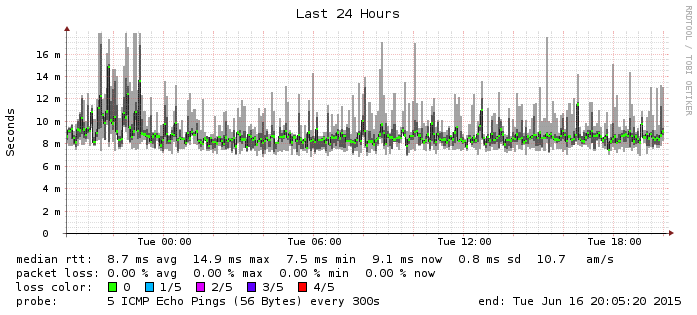 Last 24 Hours
RRDTOOL / TOBI OETIKER
Seconds
16 m
14 m
12 m
10 m
8 m
6 m
4 m
2 m
0
Tue 00:00 Tue 06:00 Tue 12:00 Tue 18:00
median rtt: 8.7 ms avg 14.9 ms max 7.5 ms min 9.1 ms now 0.8 ms sd 10.7 am/s
packet loss: 0.00 % avg 0.00 % max 0.00 % min 0.00 % now
loss color: 0 1/5 2/5 3/5 4/5
probe: 5 ICMP Echo Pings (56 Bytes) every 300s end: Tue Jun 16 20:05:20 2015